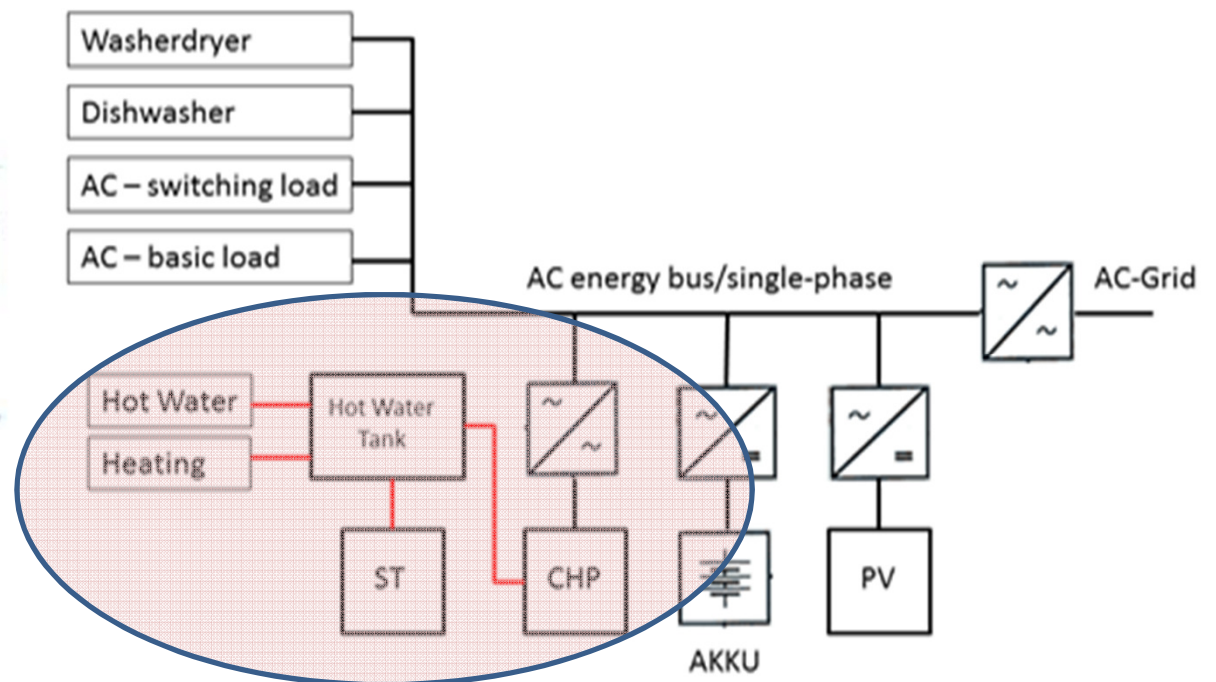 Washerdryer
Dishwasher
AC – switching load
AC – basic load
AC energy bus/single-phase
AC-Grid
~
~
Hot Water
Heating
Hot Water
Tank
~
~
~
=
~
=
ST
CHP
PV
AKKU